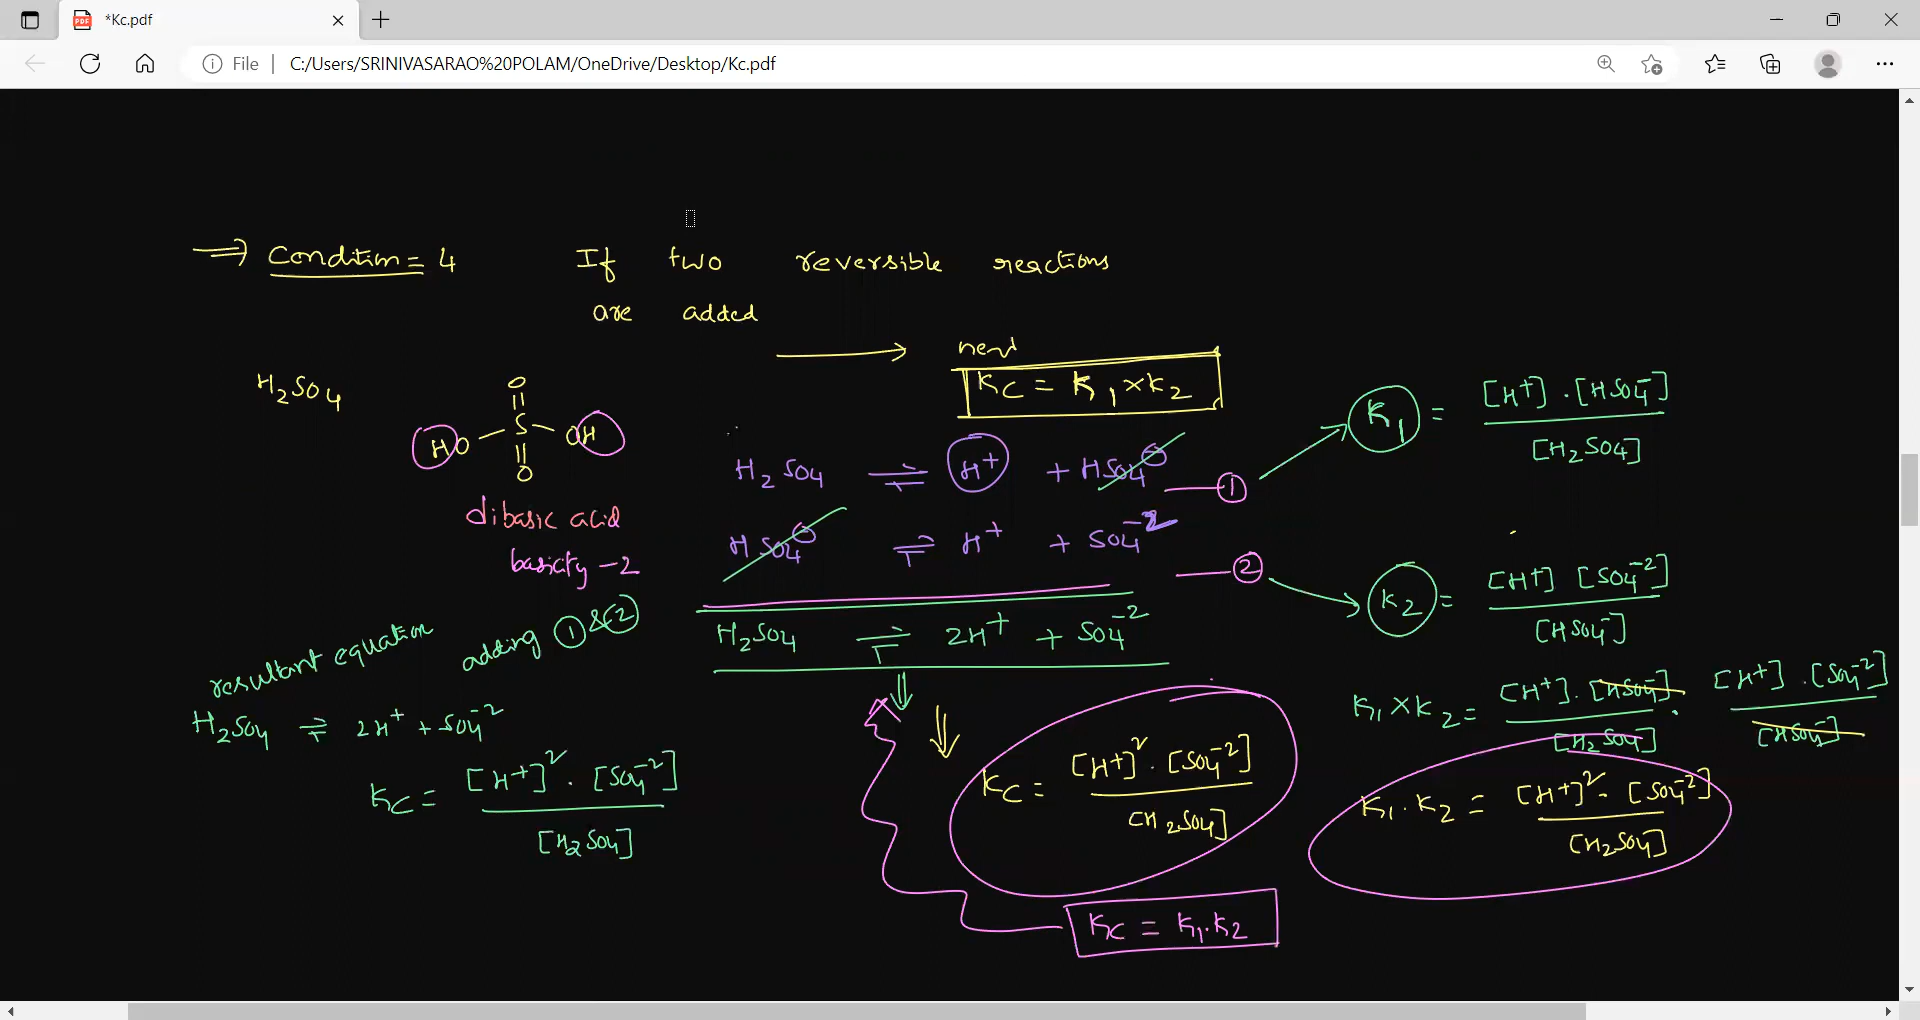 *Kc.pdf
File | C:/Users/SRINIVASARAO%20POLAM/OneDrive/Desktop/Kc.pdf
⇒ Condition = 4 If two reversible reactions
are added
→ new
Kc = K₁ × K₂
H₂SO₄
O
||
HO – S – OH
||
O
dibasic acid
basicity – 2
H₂SO₄ ⇌ H⁺ + HSO₄⊖ — ①
HSO₄⊖ ⇌ H⁺ + SO₄⁻² — ②
H₂SO₄ ⇌ 2H⁺ + SO₄⁻²
K₁ = [H⁺] · [HSO₄⁻] / [H₂SO₄]
K₂ = [H⁺] [SO₄⁻²] / [HSO₄⁻]
resultant equation adding ① & ②
H₂SO₄ ⇌ 2H⁺ + SO₄⁻²
Kc = [H⁺]² · [SO₄⁻²] / [H₂SO₄]
Kc = [H⁺]² · [SO₄⁻²] / [H₂SO₄]
K₁ × K₂ = [H⁺] · [HSO₄⁻] / [H₂SO₄] · [H⁺] · [SO₄⁻²] / [HSO₄⁻]
K₁ · K₂ = [H⁺]² · [SO₄⁻²] / [H₂SO₄]
Kc = K₁ · K₂